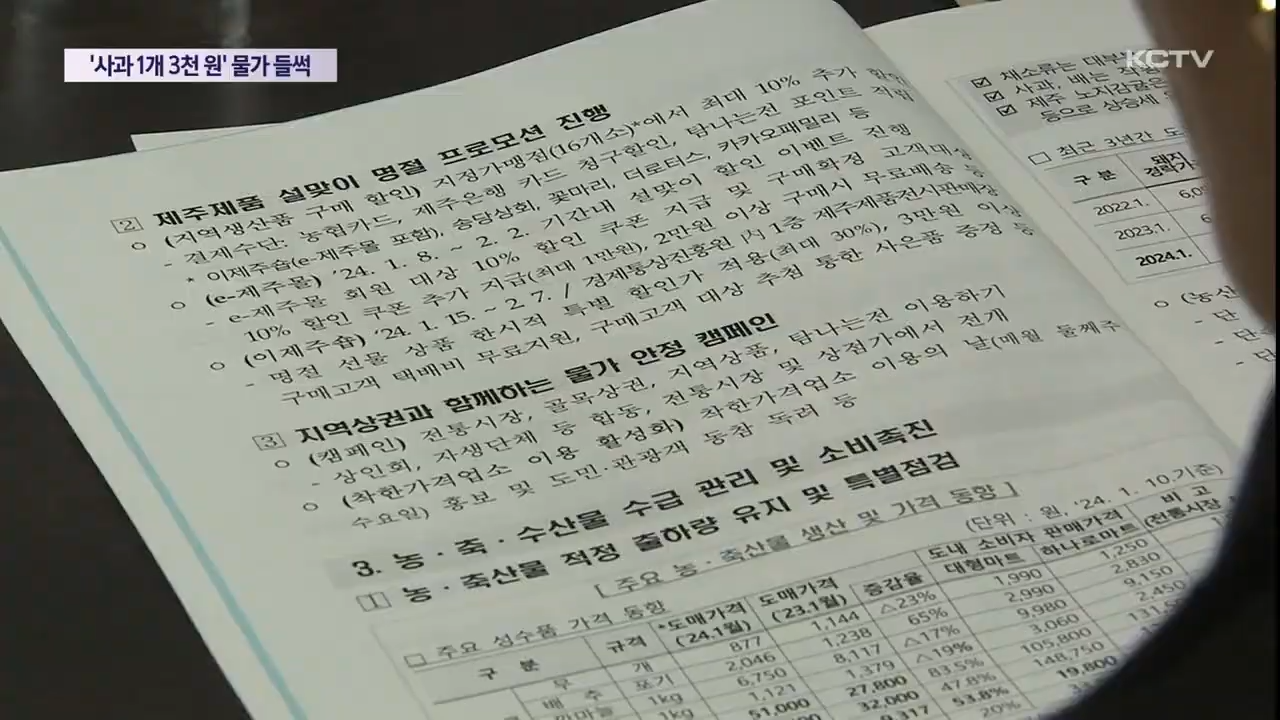 '사과 1개 3천 원' 물가 들썩
KCTV
2 제주제품 설맞이 명절 프로모션 진행
○ (지역생산품 구매 할인) 지정가맹점(16개소)*에서 최대 10% 추가 할인
- 결제수단: 농협카드, 제주은행 카드 청구할인, 탐나는전 포인트 적립
* 이제주숍(e-제주몰 포함), 송당상회, 꽃마리, 더로터스, 카카오패밀리 등
○ (e-제주몰) '24. 1. 8. ~ 2. 2. 기간내 설맞이 할인 이벤트 진행
- e-제주몰 회원 대상 10% 할인 쿠폰 지급 및 구매확정 고객대상
10% 할인 쿠폰 추가 지급(최대 1만원), 2만원 이상 구매시 무료배송 등
○ (이제주숍) '24. 1. 15. ~ 2. 7. / 경제통상진흥원 內 1층 제주제품전시판매장
- 명절 선물 상품 한시적 특별 할인가 적용(최대 30%), 3만원 이상
구매고객 택배비 무료지원, 구매고객 대상 추첨 통한 사은품 증정 등
3 지역상권과 함께하는 물가 안정 캠페인
○ (캠페인) 전통시장, 골목상권, 지역상품, 탐나는전 이용하기
- 상인회, 자생단체 등 합동, 전통시장 및 상점가에서 전개
○ (착한가격업소 이용 활성화) 착한가격업소 이용의 날(매월 둘째주
수요일) 홍보 및 도민·관광객 동참 독려 등
3. 농·축·수산물 수급 관리 및 소비촉진
1 농·축산물 적정 출하량 유지 및 특별점검
[ 주요 농·축산물 생산 및 가격 동향 ]
□ 주요 성수품 가격 동향 (단위 : 원, '24. 1. 10.기준)
구 분 규격 *도매가격 ('24.1월) 도매가격 ('23.1월) 증감율 도내 소비자 판매가격 대형마트 하나로마트 비 고 (전통시장
무 개 877 1,144 △23% 1,990 1,250
배 추 포기 2,046 1,238 65% 2,990 2,830
1kg 6,750 8,117 △17% 9,980 9,150
1kg 1,121 1,379 △19% 3,060 2,450
51,000 27,800 83.5% 105,800
32,000 47.8% 148,750
53.8% 19,800
20%
☑ 채소류는
☑ 사과, 배는
☑ 제주 노지감귤은
등으로 상승세
□ 최근 3년간
구 분
2022.1.
2023.1.
2024.1.
○ (농산
- 단
- 단